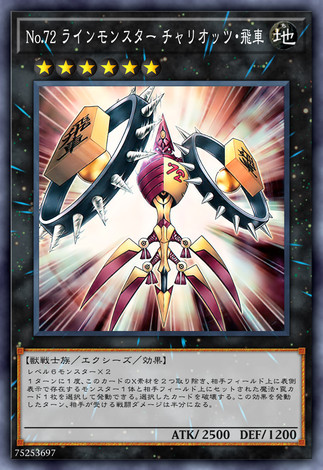 No.72 ラインモンスター チャリオッツ・飛車
地
72
【獣戦士族/エクシーズ/効果】
レベル6モンスター×2
1ターンに1度、このカードのX素材を2つ取り除き、相手フィールド上に表側
表示で存在するモンスター1体と相手フィールド上にセットされた魔法・罠カー
ド1枚を選択して発動できる。選択したカードを破壊する。この効果を発動
したターン、相手が受ける戦闘ダメージは半分になる。
ATK/2500 DEF/1200
75253697